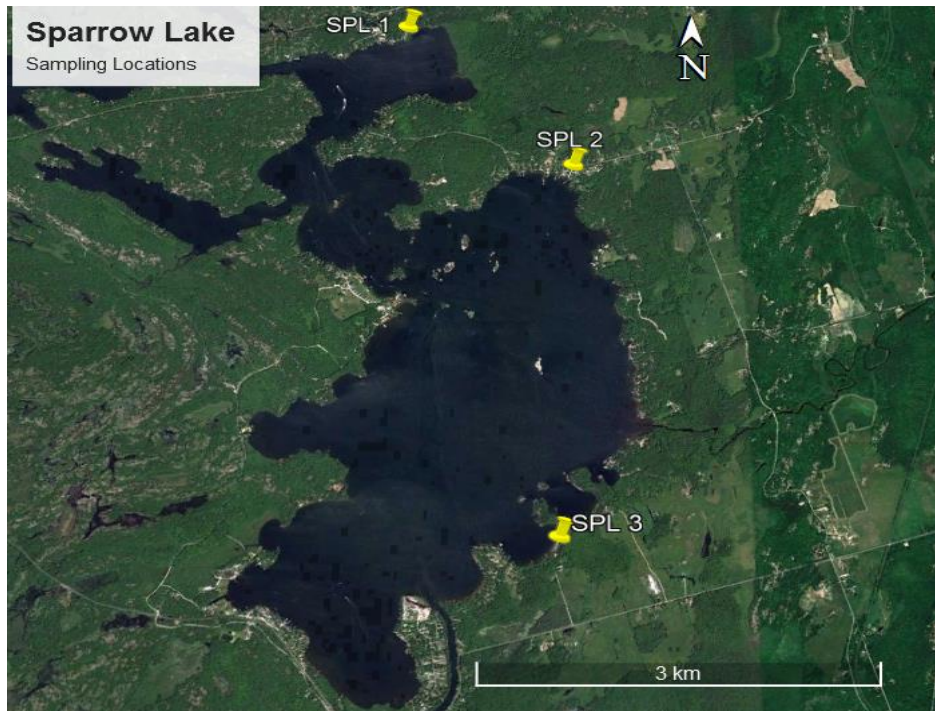 Sparrow Lake
Sampling Locations
SPL 1
N
SPL 2
SPL 3
3 km